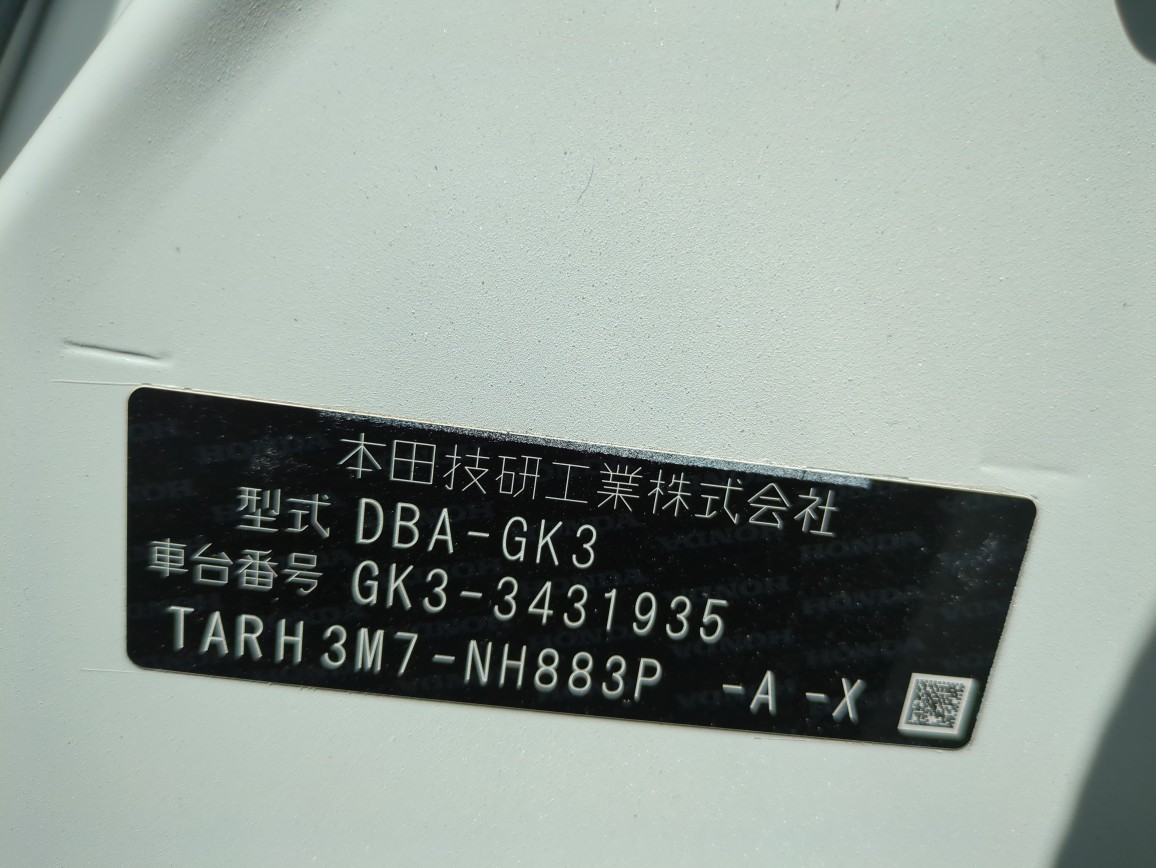 本田技研工業株式会社
型式 DBA-GK3
車台番号 GK3-3431935
TARH3M7-NH883P -A -X